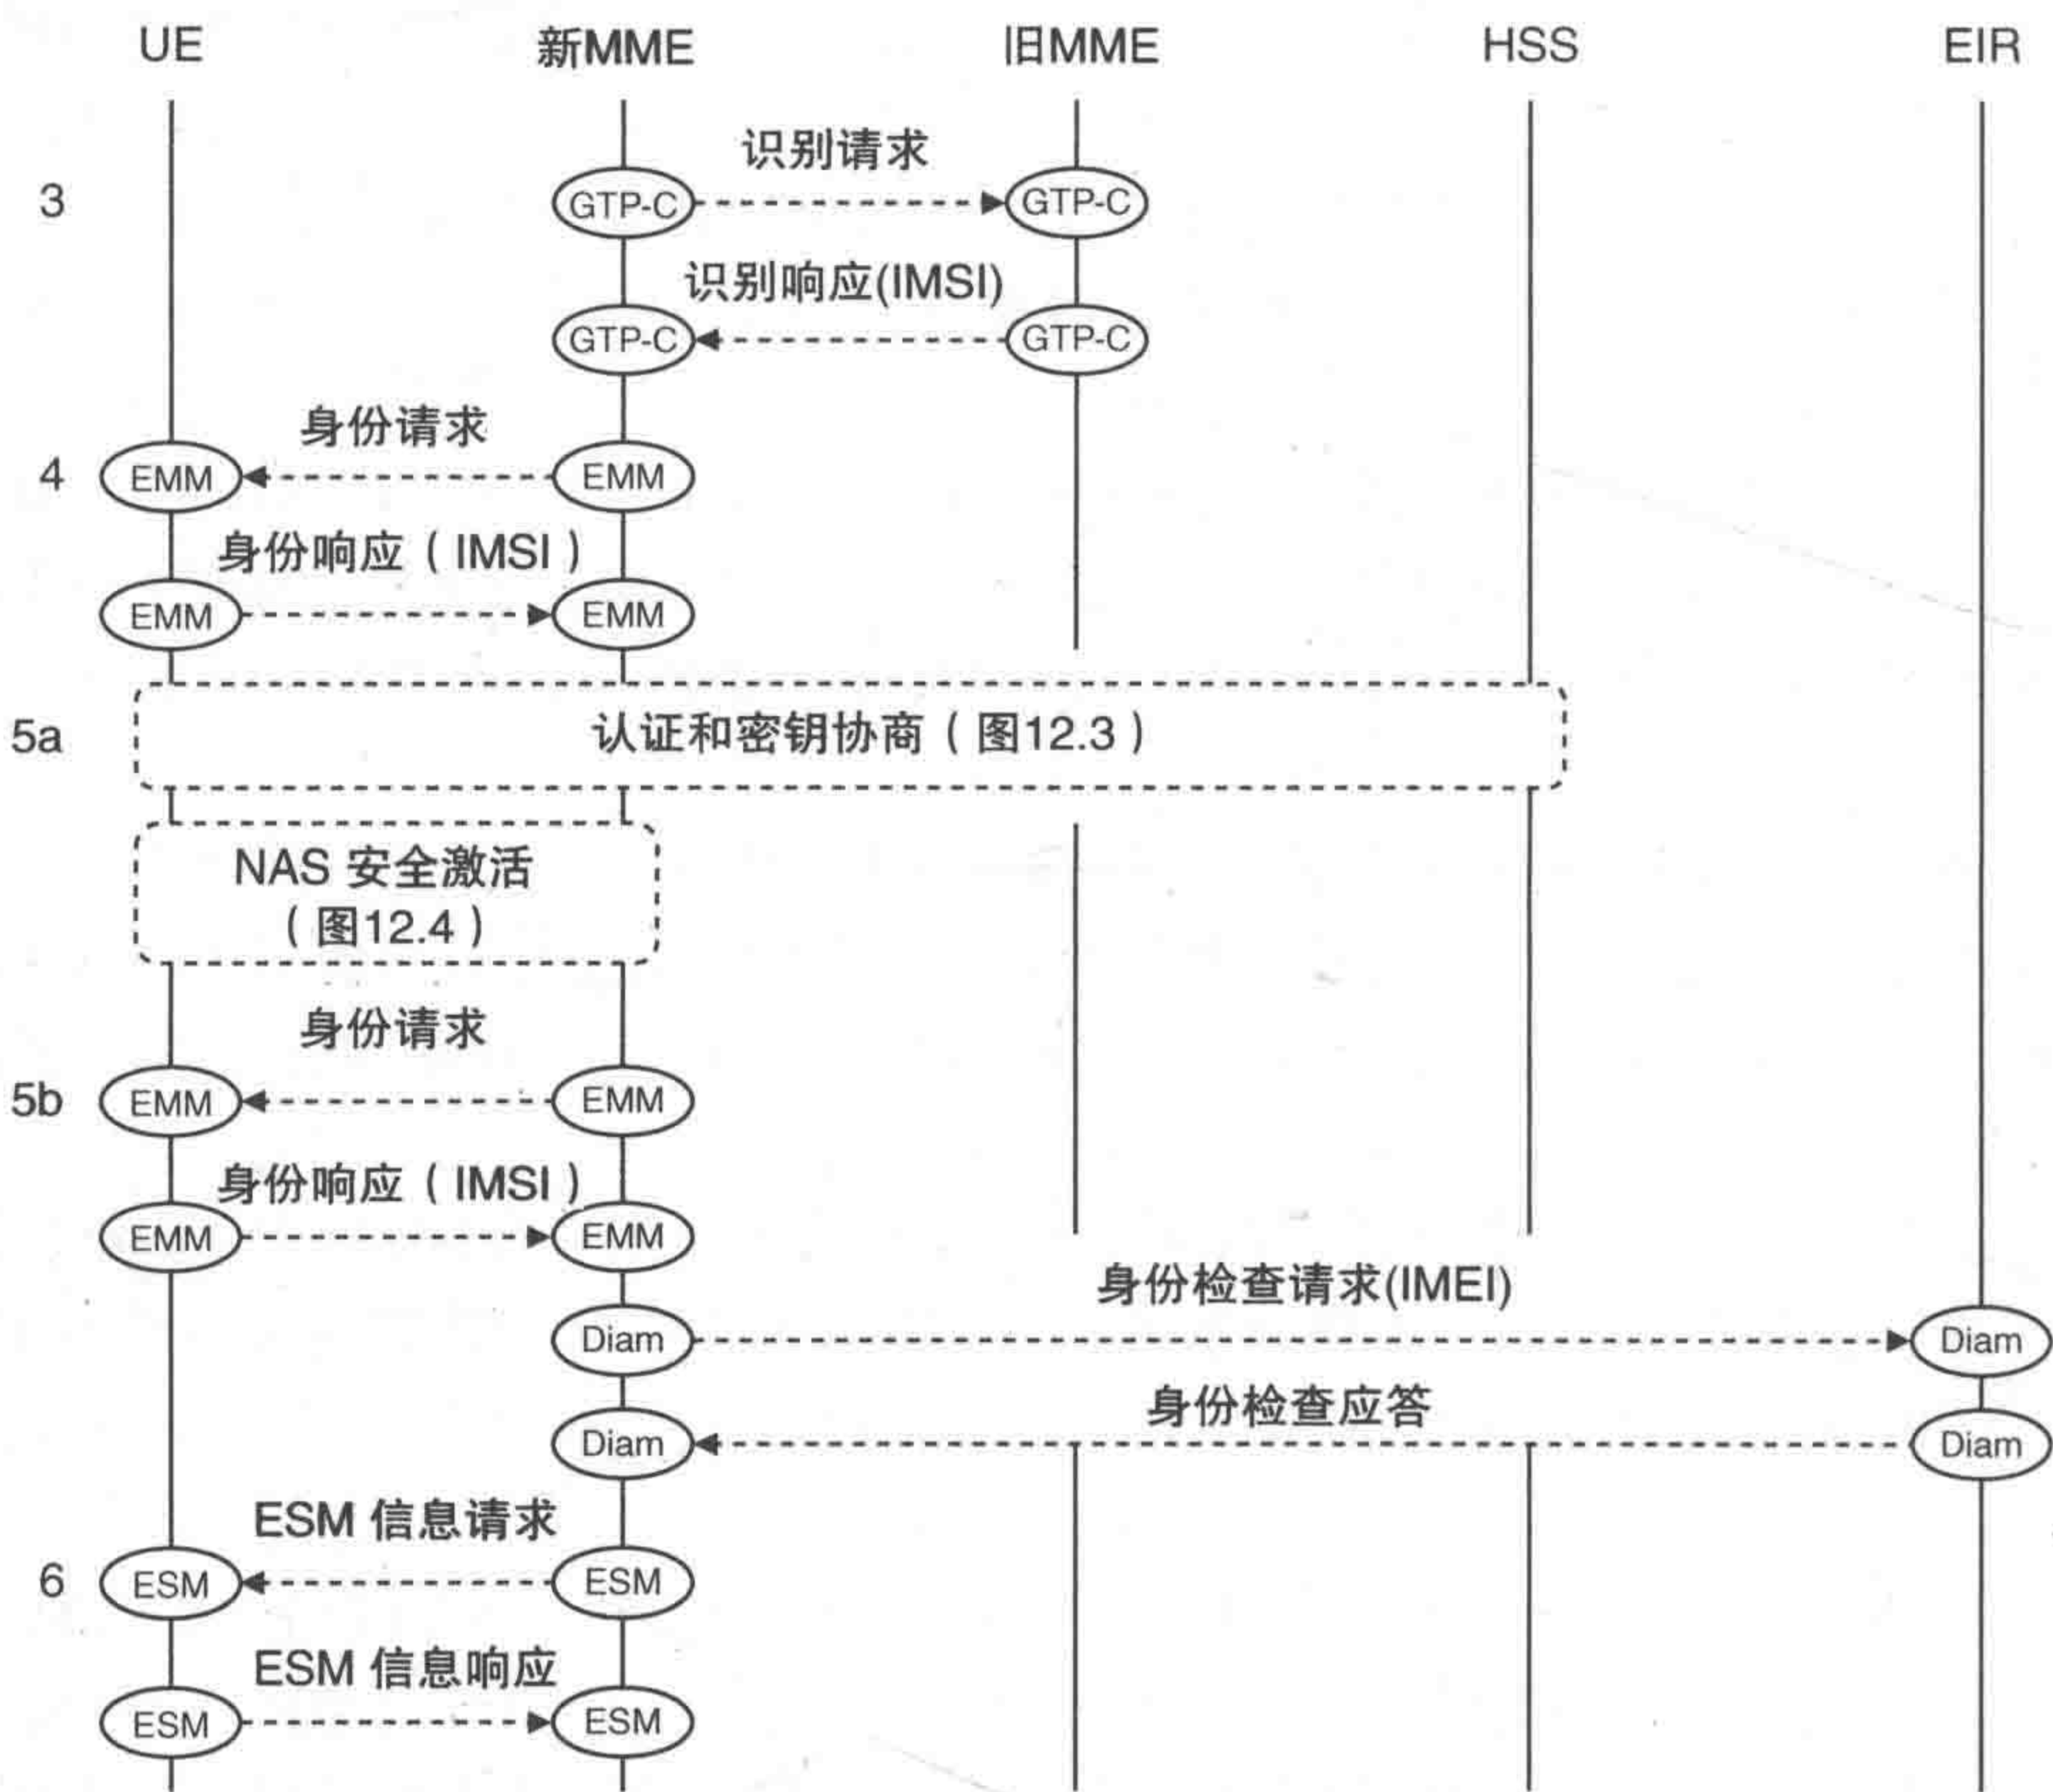 UE 新MME 旧MME HSS EIR
识别请求
3 GTP-C GTP-C
识别响应(IMSI)
GTP-C GTP-C
身份请求
4 EMM EMM
身份响应(IMSI)
EMM EMM
5a 认证和密钥协商(图12.3)
NAS 安全激活
(图12.4)
身份请求
5b EMM EMM
身份响应(IMSI)
EMM EMM
身份检查请求(IMEI)
Diam Diam
身份检查应答
Diam Diam
ESM 信息请求
6 ESM ESM
ESM 信息响应
ESM ESM